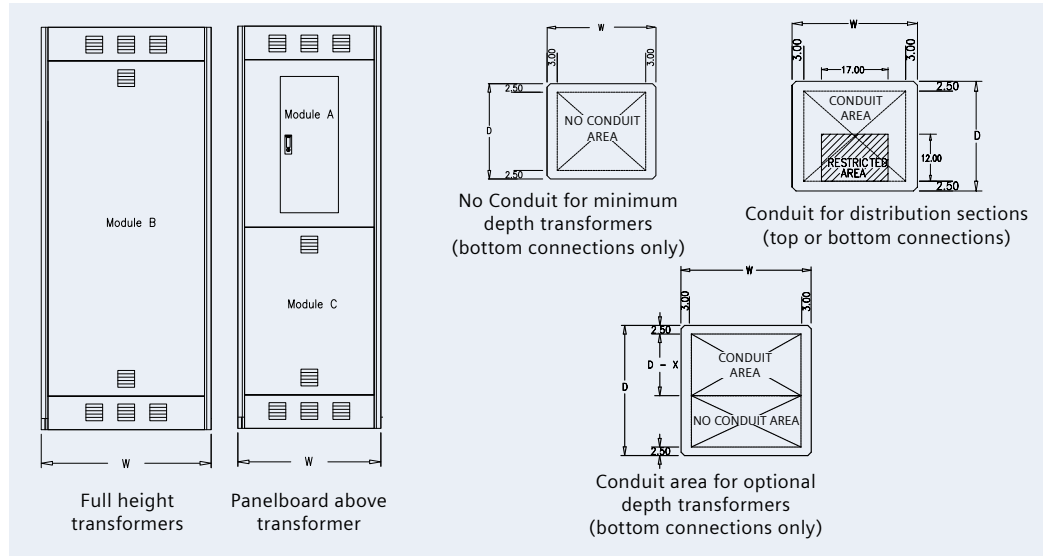 Module B
W
Full height
transformers
Module A
Module C
W
Panelboard above
transformer
W
3.00
3.00
2.50
D
NO CONDUIT
AREA
2.50
No Conduit for minimum
depth transformers
(bottom connections only)
W
3.00
3.00
17.00
2.50
CONDUIT
AREA
D
RESTRICTED
AREA
12.00
2.50
Conduit for distribution sections
(top or bottom connections)
W
3.00
3.00
2.50
D - X
CONDUIT
AREA
D
NO CONDUIT AREA
2.50
Conduit area for optional
depth transformers
(bottom connections only)